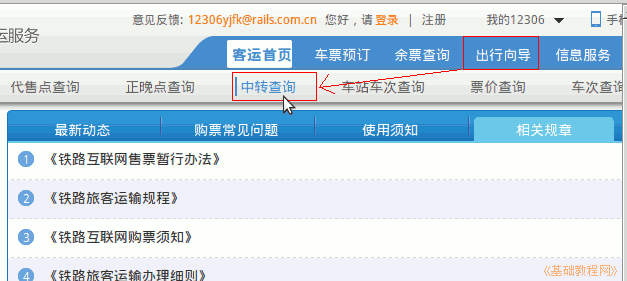 意见反馈: 12306yjfk@rails.com.cn 您好，请登录 | 注册 我的12306 手机
运服务
客运首页 车票预订 余票查询 出行向导 信息服务
代售点查询 正晚点查询 中转查询 车站车次查询 票价查询 车次查询
最新动态 购票常见问题 使用须知 相关规章
1 《铁路互联网售票暂行办法》
2 《铁路旅客运输规程》
3 《铁路互联网购票须知》
4 《铁路旅客运输办理细则》
《基础教程网》